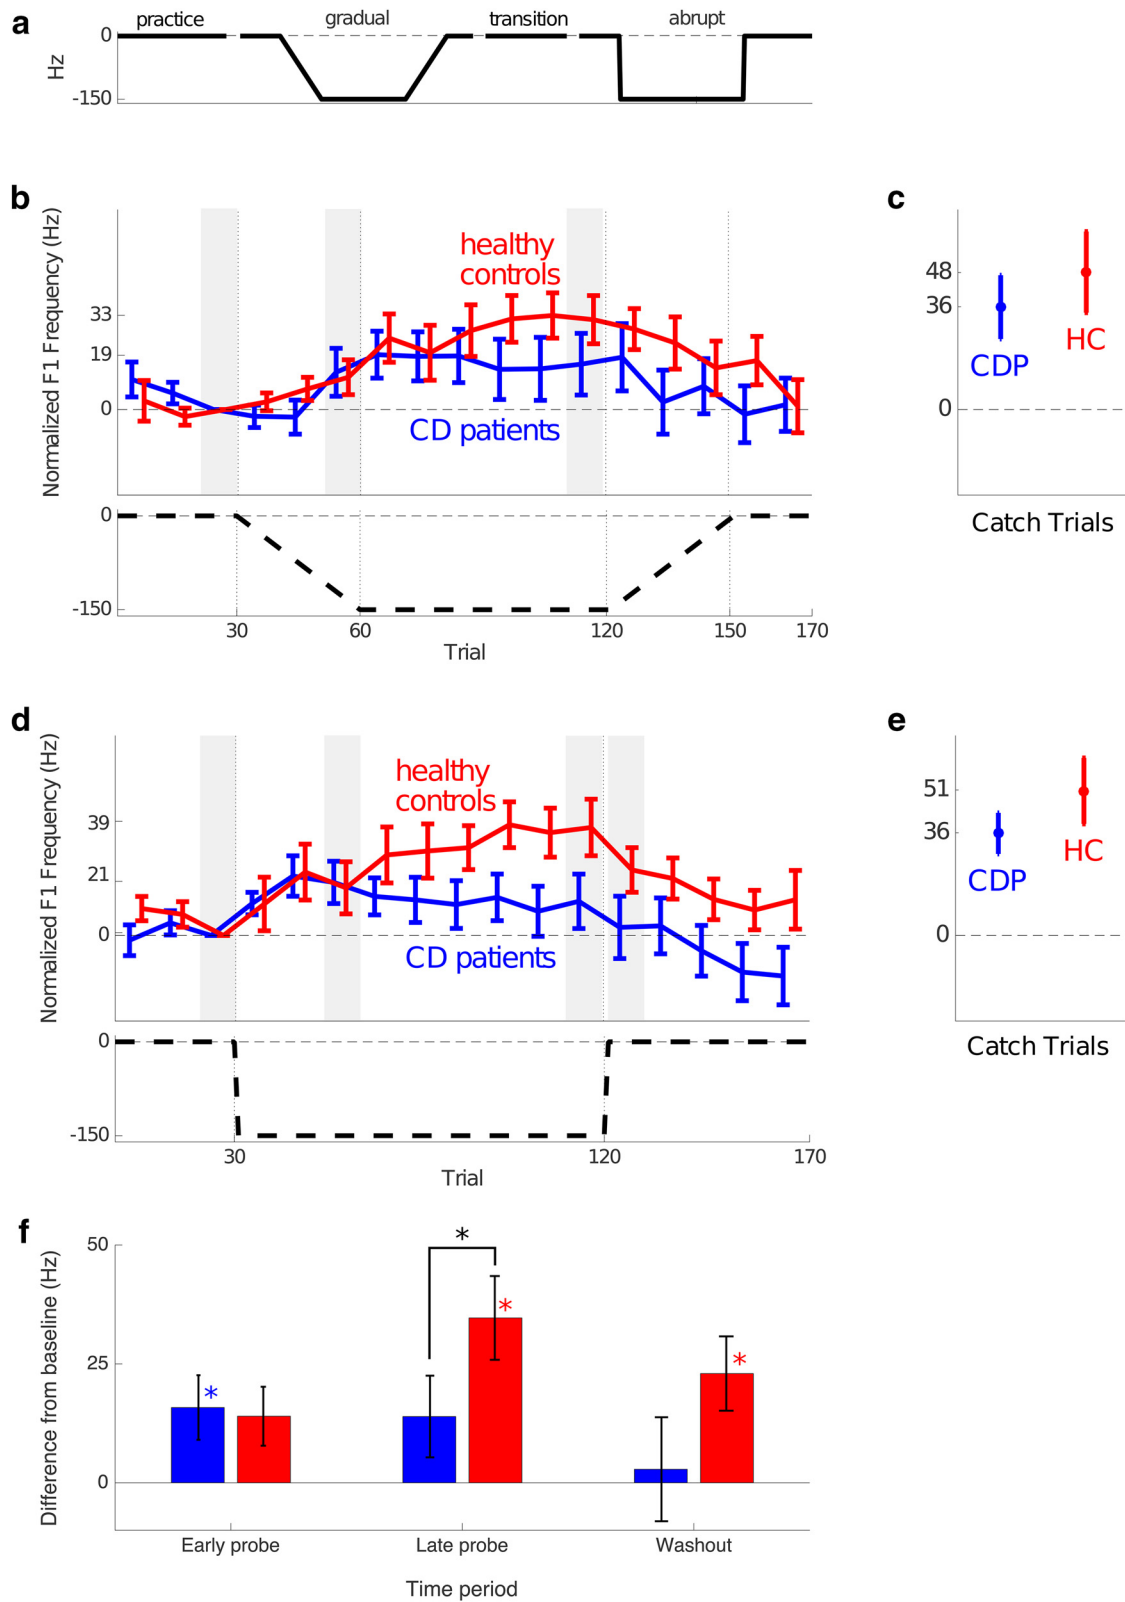 a
practice
gradual
transition
abrupt
Hz
0
-150
b
Normalized F1 Frequency (Hz)
33
19
0
healthy
controls
CD patients
0
-150
30
60
120
150
170
Trial
c
48
36
0
CDP
HC
Catch Trials
d
Normalized F1 Frequency (Hz)
39
21
0
healthy
controls
CD patients
0
-150
30
120
170
Trial
e
51
36
0
CDP
HC
Catch Trials
f
Difference from baseline (Hz)
50
25
0
*
*
*
*
Early probe
Late probe
Washout
Time period